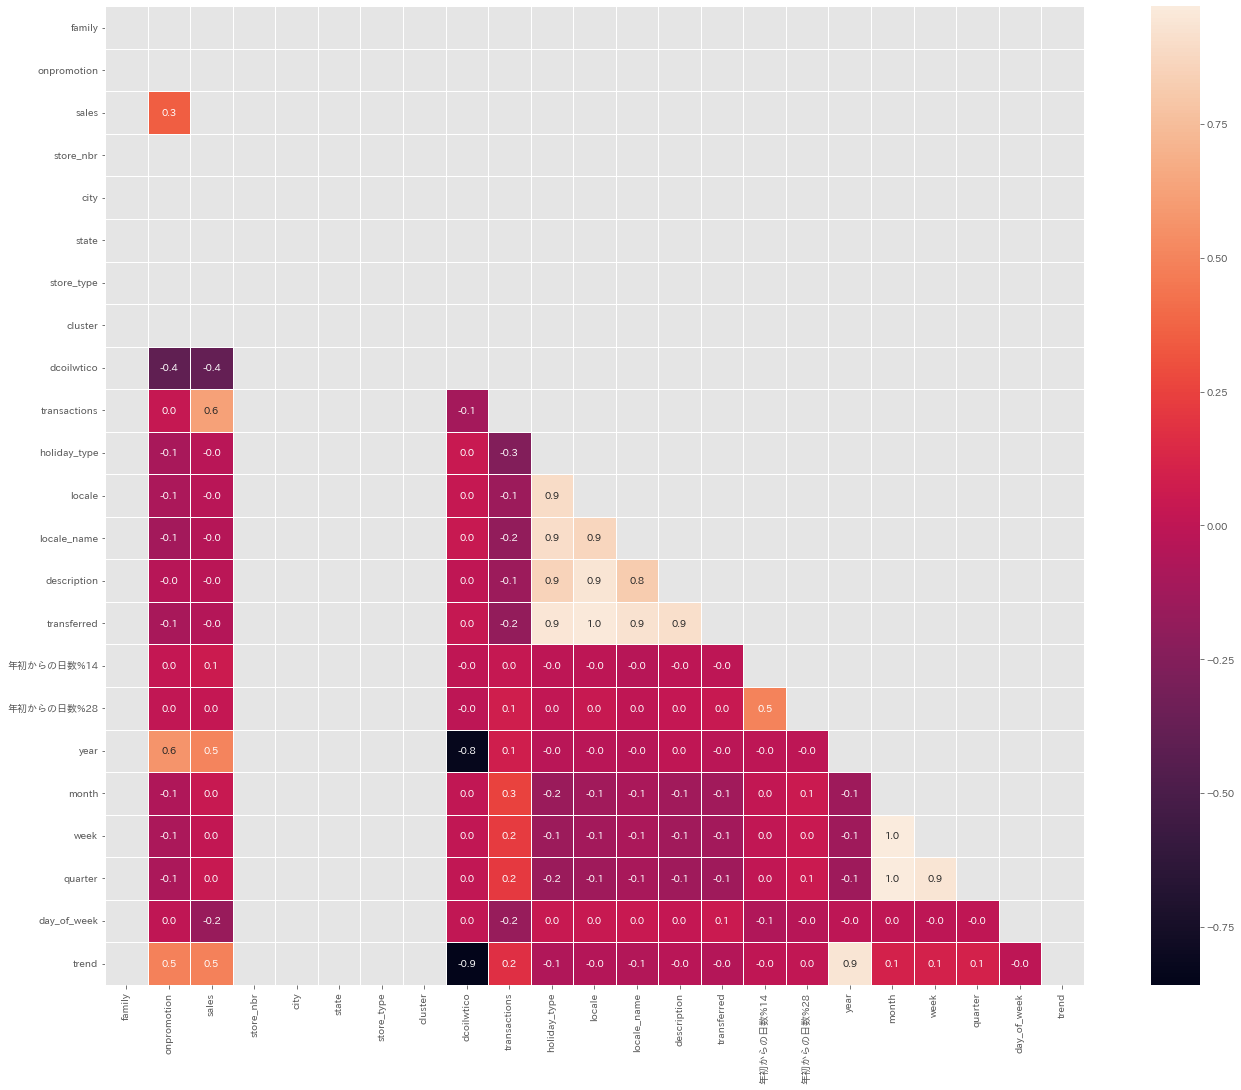 family
onpromotion
sales 0.3
store_nbr
city
state
store_type
cluster
dcoilwtico -0.4 -0.4
transactions 0.0 0.6 -0.1
holiday_type -0.1 -0.0 0.0 -0.3
locale -0.1 -0.0 0.0 -0.1 0.9
locale_name -0.1 -0.0 0.0 -0.2 0.9 0.9
description -0.0 -0.0 0.0 -0.1 0.9 0.9 0.8
transferred -0.1 -0.0 0.0 -0.2 0.9 1.0 0.9 0.9
年初からの日数%14 0.0 0.1 -0.0 0.0 -0.0 -0.0 -0.0 -0.0 -0.0
年初からの日数%28 0.0 0.0 -0.0 0.1 0.0 0.0 0.0 0.0 0.0 0.5
year 0.6 0.5 -0.8 0.1 -0.0 -0.0 -0.0 0.0 -0.0 -0.0 -0.0
month -0.1 0.0 0.0 0.3 -0.2 -0.1 -0.1 -0.1 -0.1 0.0 0.1 -0.1
week -0.1 0.0 0.0 0.2 -0.1 -0.1 -0.1 -0.1 -0.1 0.0 0.0 -0.1 1.0
quarter -0.1 0.0 0.0 0.2 -0.2 -0.1 -0.1 -0.1 -0.1 0.0 0.1 -0.1 1.0 0.9
day_of_week 0.0 -0.2 0.0 -0.2 0.0 0.0 0.0 0.0 0.1 -0.1 -0.0 -0.0 0.0 -0.0 -0.0
trend 0.5 0.5 -0.9 0.2 -0.1 -0.0 -0.1 -0.0 -0.0 -0.0 0.0 0.9 0.1 0.1 0.1 -0.0
family
onpromotion
sales
store_nbr
city
state
store_type
cluster
dcoilwtico
transactions
holiday_type
locale
locale_name
description
transferred
年初からの日数%14
年初からの日数%28
year
month
week
quarter
day_of_week
trend
0.75
0.50
0.25
0.00
−0.25
−0.50
−0.75